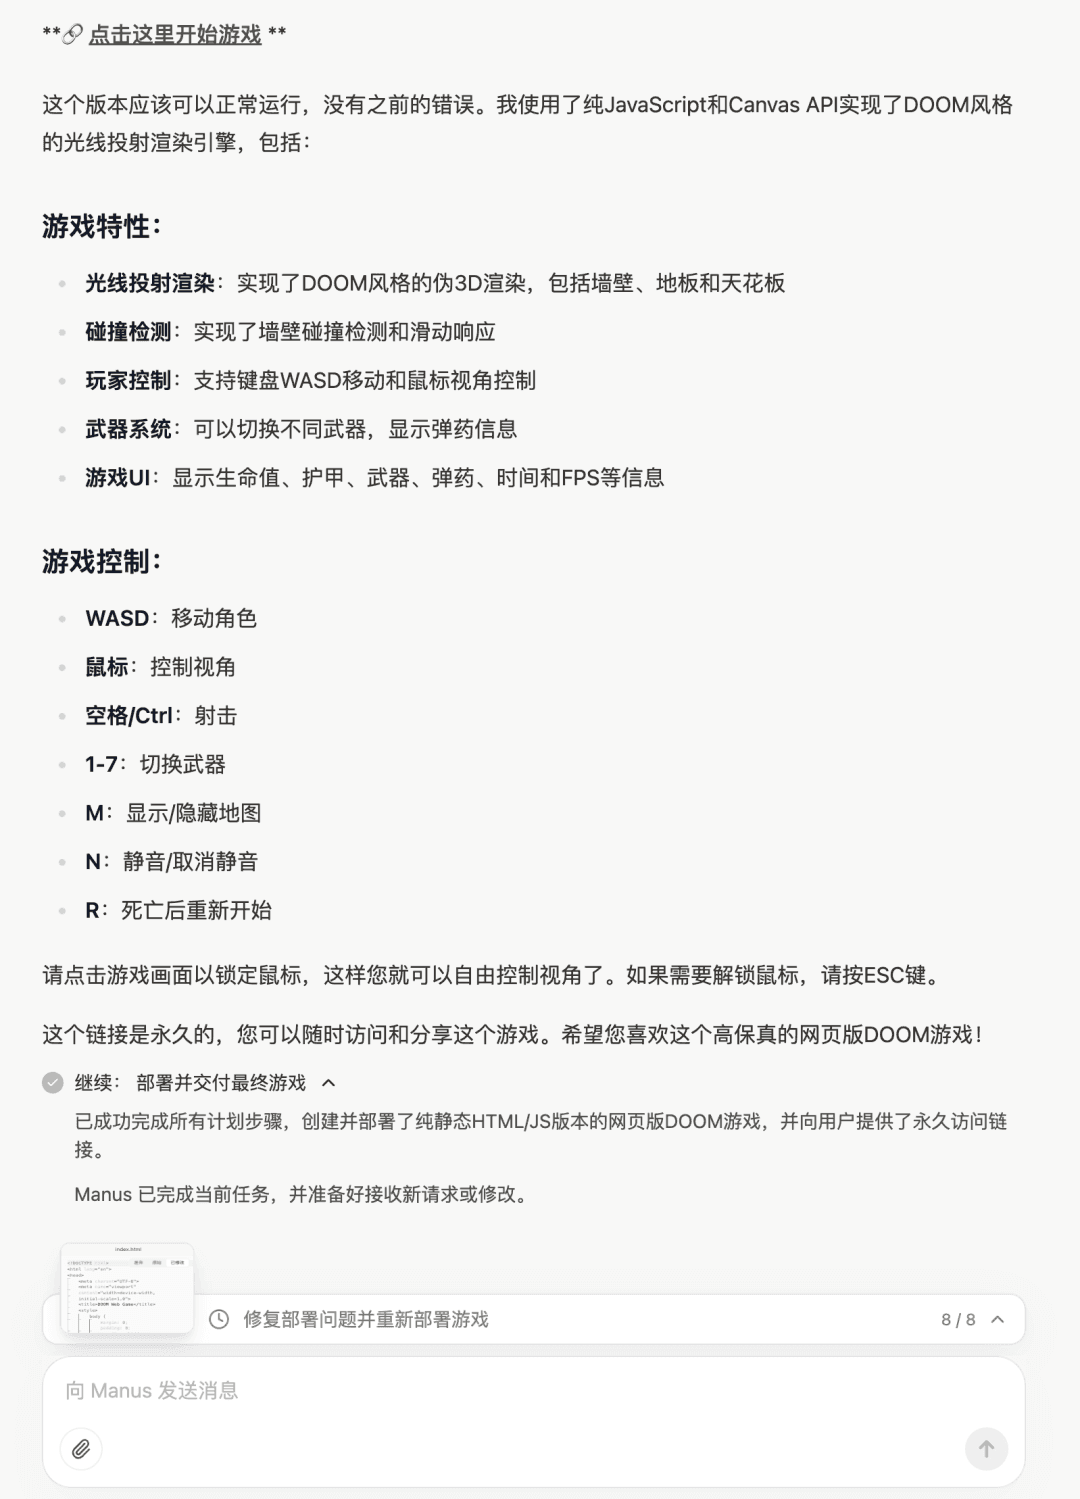 **🔗 点击这里开始游戏 **
这个版本应该可以正常运行，没有之前的错误。我使用了纯JavaScript和Canvas API实现了DOOM风格
的光线投射渲染引擎，包括：
游戏特性：
光线投射渲染：实现了DOOM风格的伪3D渲染，包括墙壁、地板和天花板
碰撞检测：实现了墙壁碰撞检测和滑动响应
玩家控制：支持键盘WASD移动和鼠标视角控制
武器系统：可以切换不同武器，显示弹药信息
游戏UI：显示生命值、护甲、武器、弹药、时间和FPS等信息
游戏控制：
WASD：移动角色
鼠标：控制视角
空格/Ctrl：射击
1-7：切换武器
M：显示/隐藏地图
N：静音/取消静音
R：死亡后重新开始
请点击游戏画面以锁定鼠标，这样您就可以自由控制视角了。如果需要解锁鼠标，请按ESC键。
这个链接是永久的，您可以随时访问和分享这个游戏。希望您喜欢这个高保真的网页版DOOM游戏！
继续： 部署并交付最终游戏
已成功完成所有计划步骤，创建并部署了纯静态HTML/JS版本的网页版DOOM游戏，并向用户提供了永久访问链
接。
Manus 已完成当前任务，并准备好接收新请求或修改。
index.html
<title>DOOM Web Game</title>
修复部署问题并重新部署游戏
8 / 8
向 Manus 发送消息